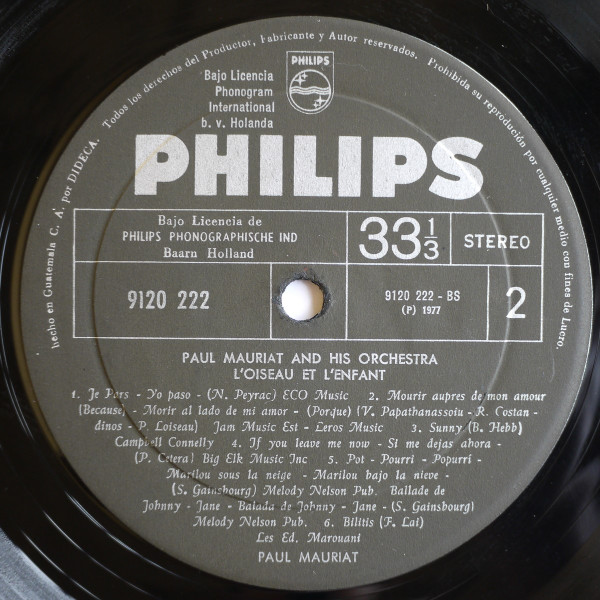 hecho en Guatemala C. A. por DIDECA. Todos los derechos del Productor, Fabricante y Autor reservados. Prohibida su reproducción por cualquier medio con fines de Lucro.
PHILIPS
Bajo Licencia
Phonogram
International
b. v. Holanda
PHILIPS
Bajo Licencia de
PHILIPS PHONOGRAPHISCHE IND
Baarn Holland
33 1/3
STEREO
9120 222
9120 222 - BS
(P) 1977
2
PAUL MAURIAT AND HIS ORCHESTRA
L'OISEAU ET L'ENFANT
1. Je Pars - Yo paso - (N. Peyrac) ECO Music 2. Mourir aupres de mon amour
(Because) - Morir al lado de mi amor - (Porque) (V. Papathanassoiu - R. Costan -
dinos - P. Loiseau) Jam Music Est - Leros Music 3. Sunny (B. Hebb)
Campbell Connelly 4. If you leave me now - Si me dejas ahora -
(P. Cetera) Big Elk Music Inc 5. Pot - Pourri - Popurri -
Marilou sous la neige - Marilou bajo la nieve -
(S. Gainsbourg) Melody Nelson Pub. Ballade de
Johnny - Jane - Balada de Johnny - Jane - (S. Gainsbourg)
Melody Nelson Pub. 6. Bilitis (F. Lai)
Les Ed. Marouani
PAUL MAURIAT